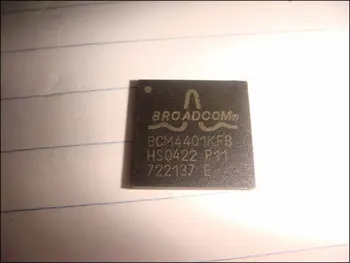 BROADCOM®
BCM4401KFB
HS0422 P11
722137 E